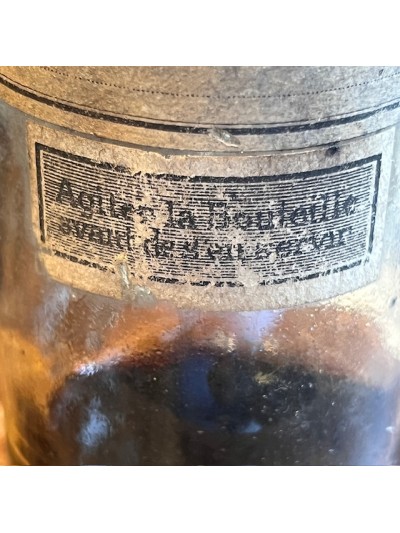 Agiter la Bouteille
avant de s'en servir